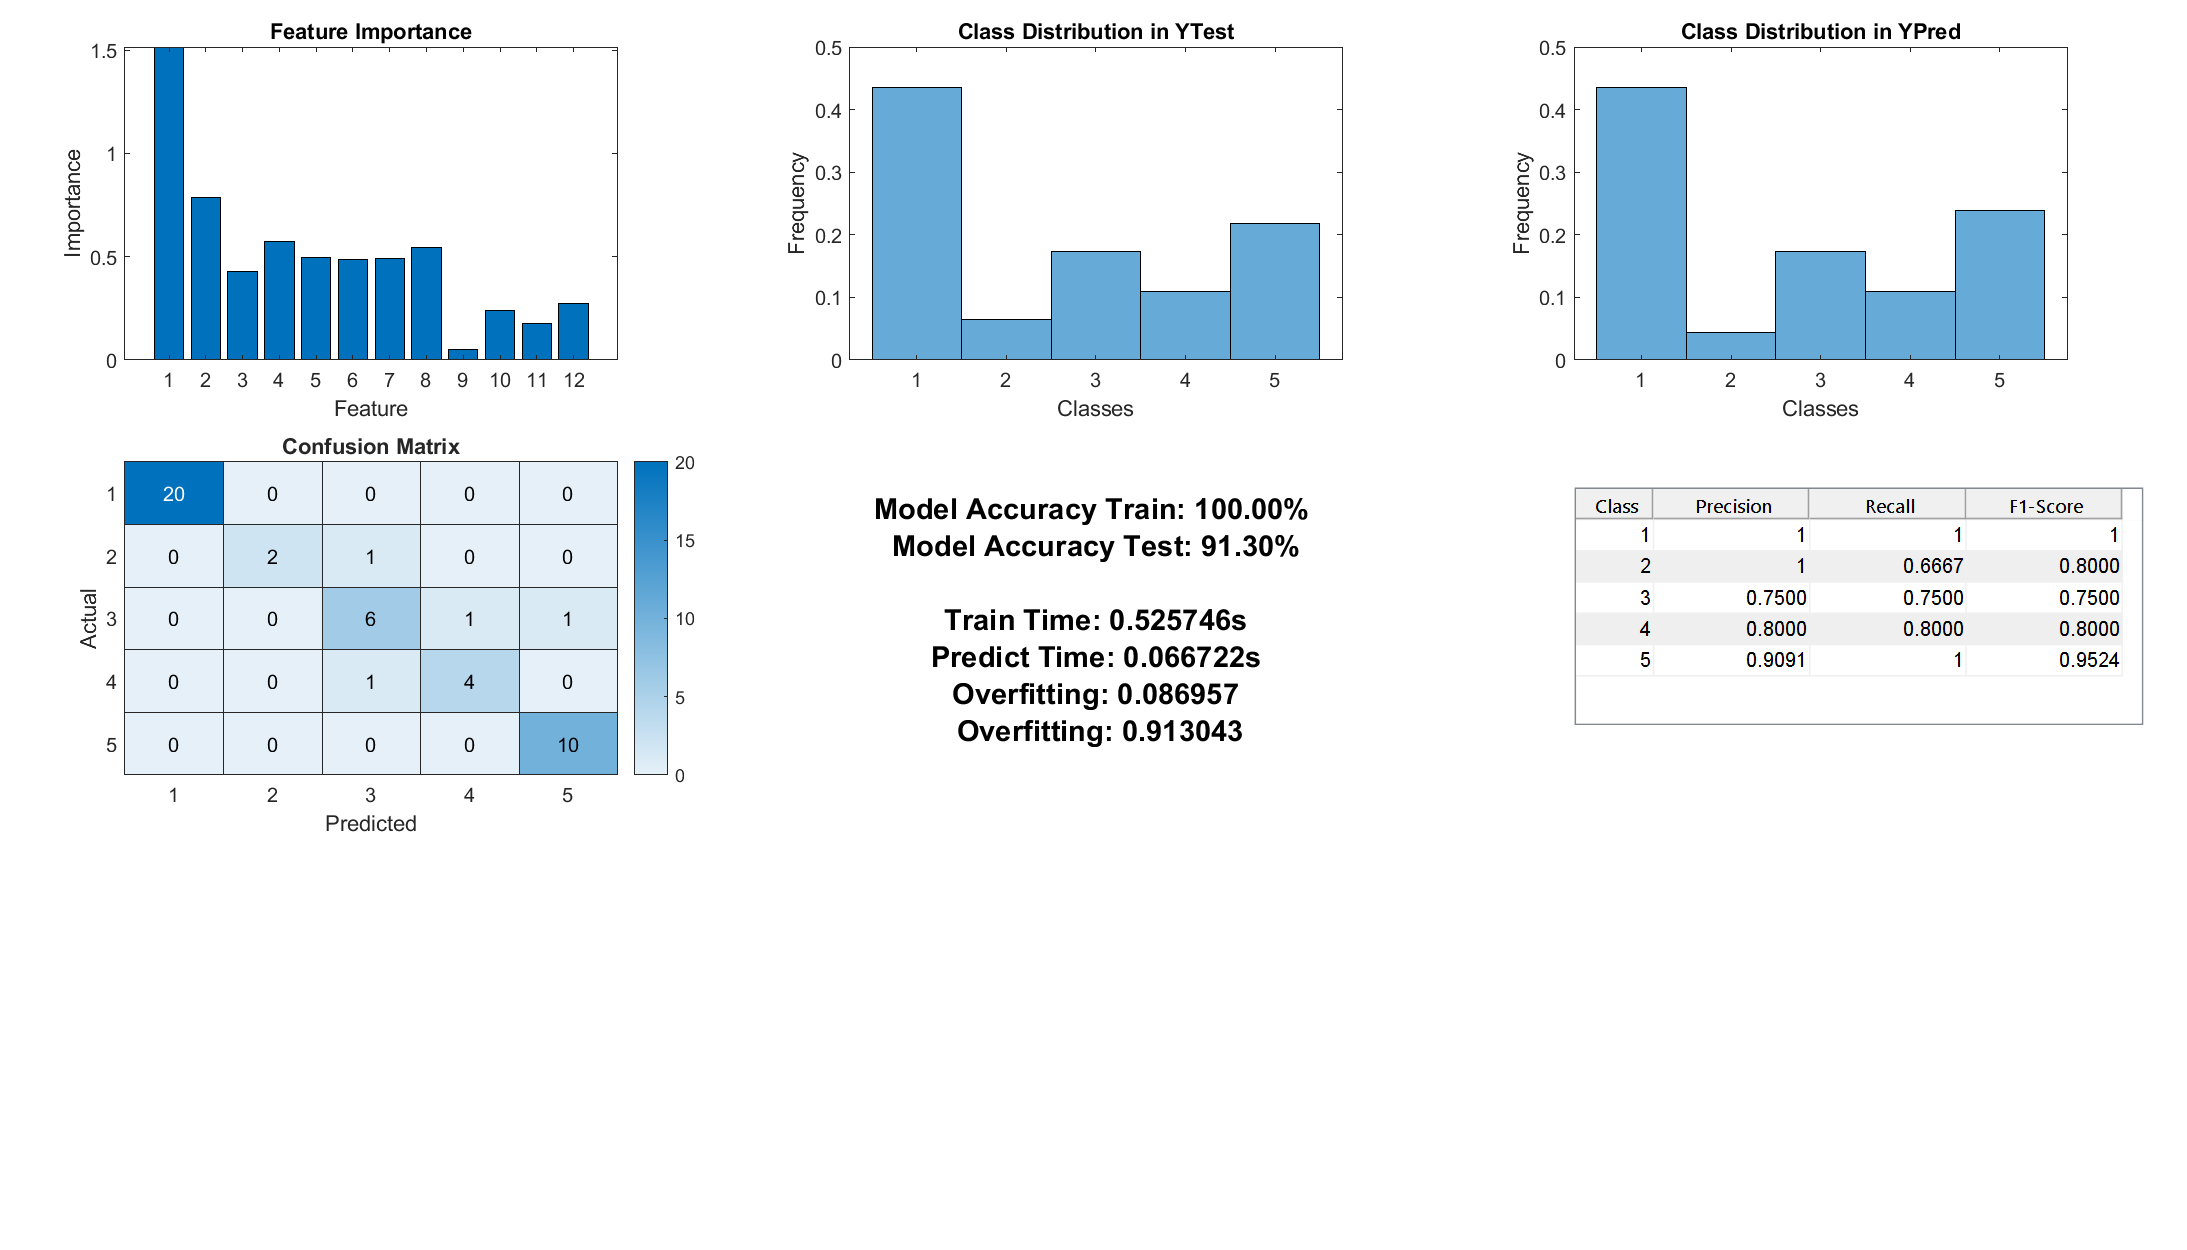 Feature Importance
1.5
1
0.5
0
Importance
1 2 3 4 5 6 7 8 9 10 11 12
Feature
Class Distribution in YTest
0.5
0.4
0.3
0.2
0.1
0
Frequency
1 2 3 4 5
Classes
Class Distribution in YPred
0.5
0.4
0.3
0.2
0.1
0
Frequency
1 2 3 4 5
Classes
Confusion Matrix
Actual
1 20 0 0 0 0
2 0 2 1 0 0
3 0 0 6 1 1
4 0 0 1 4 0
5 0 0 0 0 10
1 2 3 4 5
Predicted
20
15
10
5
0
Model Accuracy Train: 100.00%
Model Accuracy Test: 91.30%
Train Time: 0.525746s
Predict Time: 0.066722s
Overfitting: 0.086957
Overfitting: 0.913043
Class Precision Recall F1-Score
1 1 1 1
2 1 0.6667 0.8000
3 0.7500 0.7500 0.7500
4 0.8000 0.8000 0.8000
5 0.9091 1 0.9524